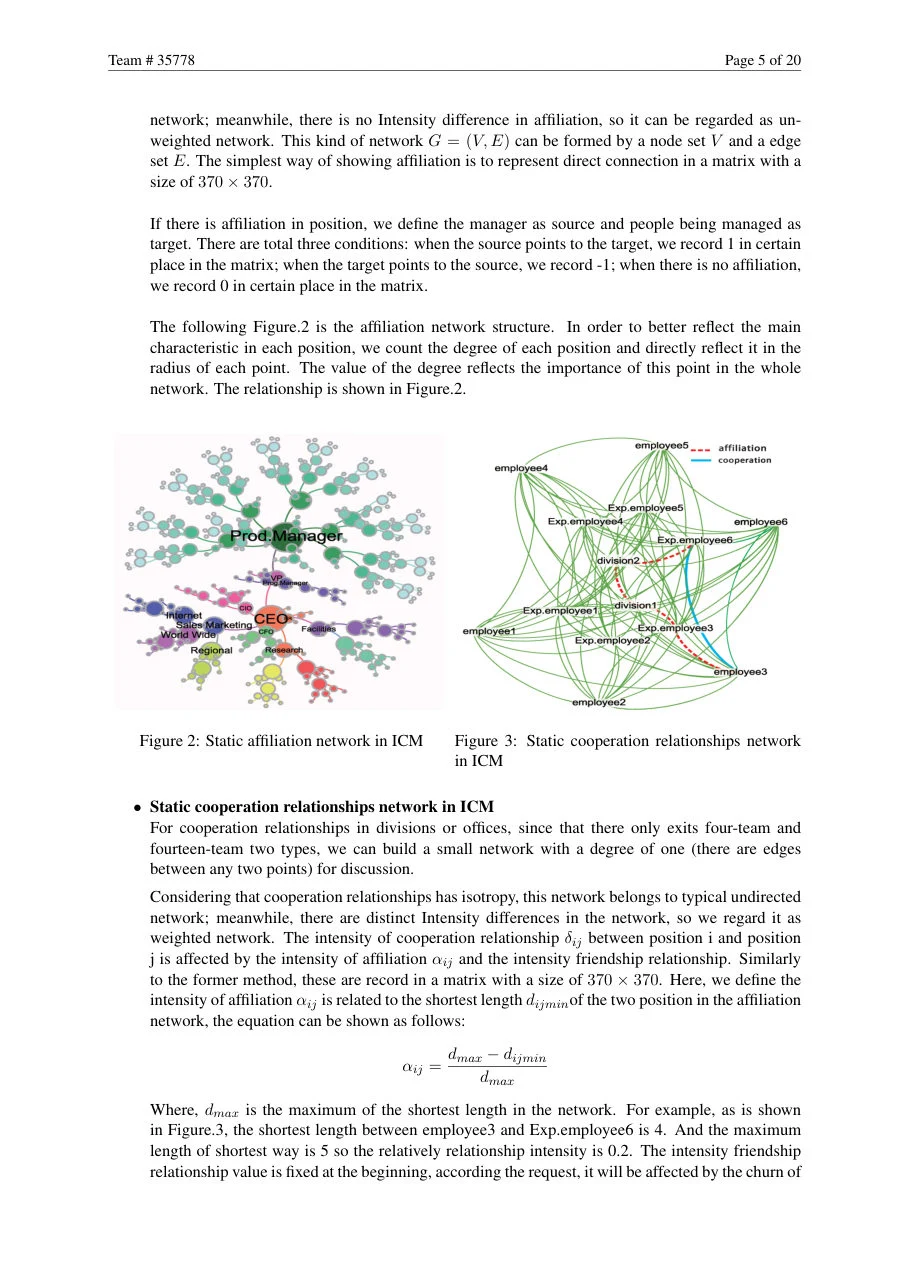 Team # 35778 Page 5 of 20
network; meanwhile, there is no Intensity difference in affiliation, so it can be regarded as un-
weighted network. This kind of network G = (V, E) can be formed by a node set V and a edge
set E. The simplest way of showing affiliation is to represent direct connection in a matrix with a
size of 370 × 370.
If there is affiliation in position, we define the manager as source and people being managed as
target. There are total three conditions: when the source points to the target, we record 1 in certain
place in the matrix; when the target points to the source, we record -1; when there is no affiliation,
we record 0 in certain place in the matrix.
The following Figure.2 is the affiliation network structure. In order to better reflect the main
characteristic in each position, we count the degree of each position and directly reflect it in the
radius of each point. The value of the degree reflects the importance of this point in the whole
network. The relationship is shown in Figure.2.
Prod.Manager
VP
Prog.Manager
CIO
Internet
CEO
Sales Marketing
World Wide
CFO
Facilities
Regional
Research
employee5
affiliation
cooperation
employee4
Exp.employee5
Exp.employee4
employee6
Exp.employee6
division2
division1
Exp.employee1
employee1
Exp.employee3
Exp.employee2
employee3
employee2
Figure 2: Static affiliation network in ICM
Figure 3: Static cooperation relationships network
in ICM
• Static cooperation relationships network in ICM
For cooperation relationships in divisions or offices, since that there only exits four-team and
fourteen-team two types, we can build a small network with a degree of one (there are edges
between any two points) for discussion.
Considering that cooperation relationships has isotropy, this network belongs to typical undirected
network; meanwhile, there are distinct Intensity differences in the network, so we regard it as
weighted network. The intensity of cooperation relationship δij between position i and position
j is affected by the intensity of affiliation αij and the intensity friendship relationship. Similarly
to the former method, these are record in a matrix with a size of 370 × 370. Here, we define the
intensity of affiliation αij is related to the shortest length dijminof the two position in the affiliation
network, the equation can be shown as follows:
αij = (dmax − dijmin) / dmax
Where, dmax is the maximum of the shortest length in the network. For example, as is shown
in Figure.3, the shortest length between employee3 and Exp.employee6 is 4. And the maximum
length of shortest way is 5 so the relatively relationship intensity is 0.2. The intensity friendship
relationship value is fixed at the beginning, according the request, it will be affected by the churn of